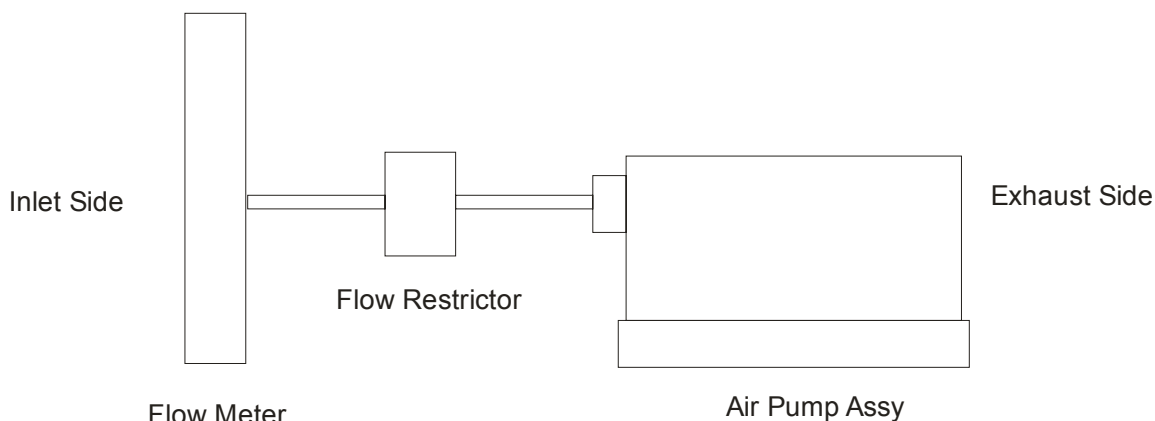 Inlet Side
Exhaust Side
Flow Restrictor
Air Pump Assy
Flow Meter